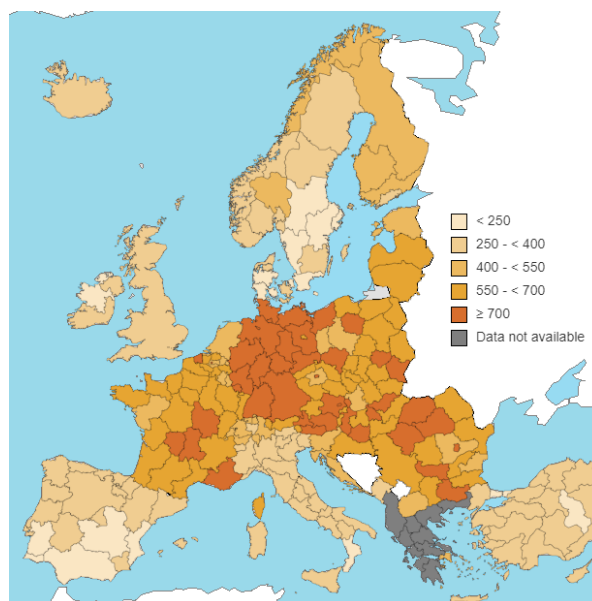 < 250
250 - < 400
400 - < 550
550 - < 700
≥ 700
Data not available